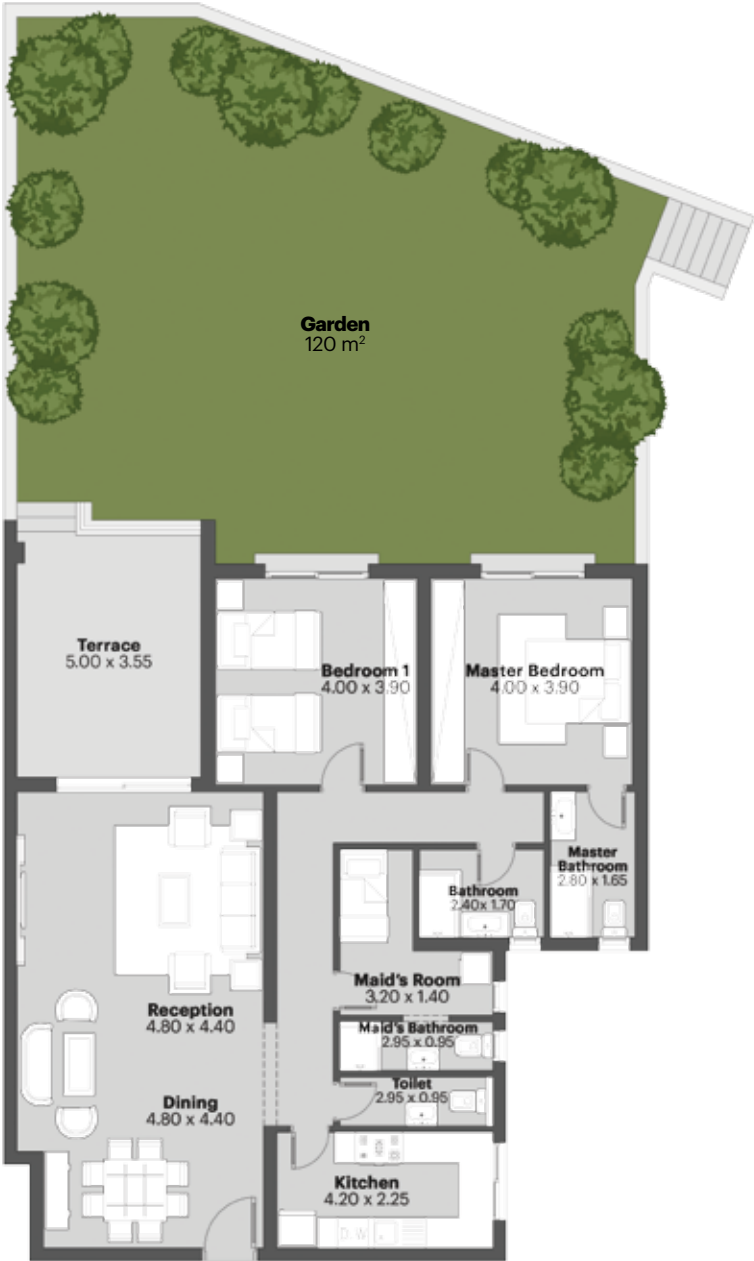 Garden
120 m²
Terrace
5.00 x 3.55
Bedroom 1
4.00 x 3.90
Master Bedroom
4.00 x 3.90
Master
Bathroom
2.80 x 1.65
Bathroom
2.40x 1.70
Maid's Room
3.20 x 1.40
Reception
4.80 x 4.40
Maid's Bathroom
2.95 x 0.95
Toilet
2.95 x 0.95
Dining
4.80 x 4.40
Kitchen
4.20 x 2.25
D.W